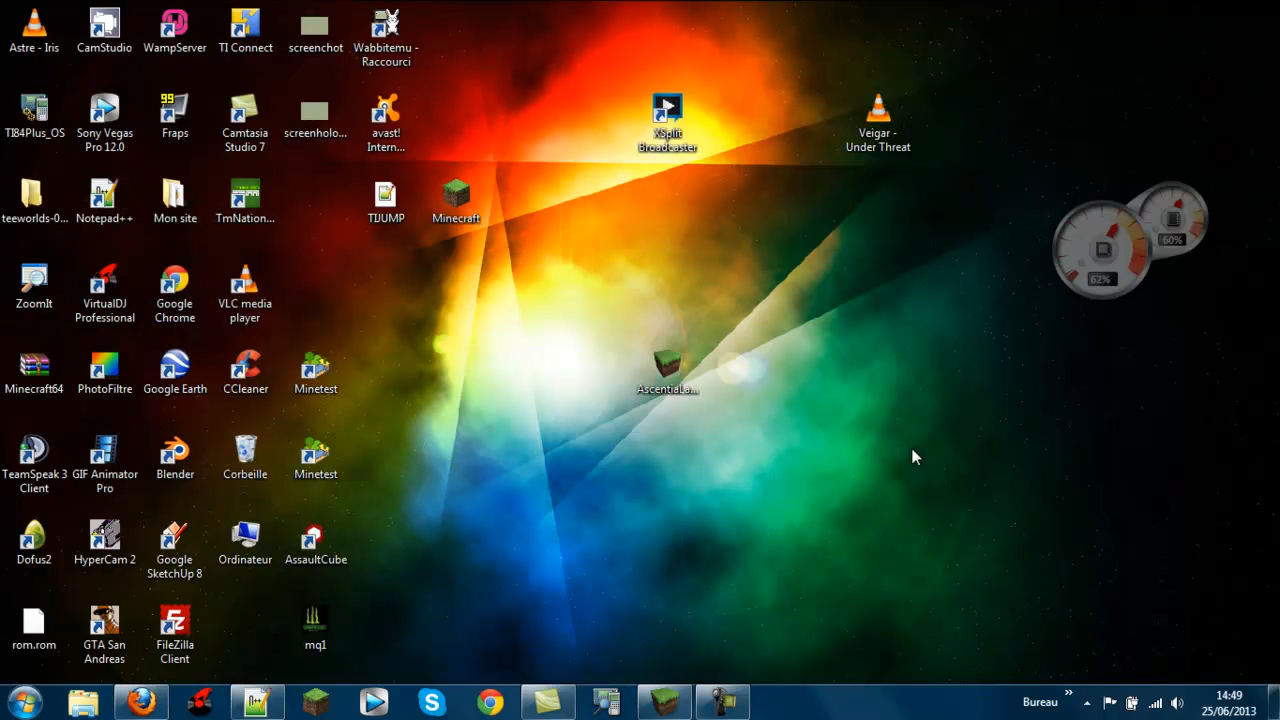 Astre - Iris
CamStudio
WampServer
TI Connect
screenchot
Wabbitemu -
Raccourci
TI84Plus_OS
Sony Vegas
Pro 12.0
99
Fraps
Camtasia
Studio 7
screenholo...
avast!
Intern...
XSplit
Broadcaster
Veigar -
Under Threat
teeworlds-0...
Notepad++
Mon site
TmNation...
TIJUMP
Minecraft
60%
62%
ZoomIt
VirtualDJ
Professional
Google
Chrome
VLC media
player
Minecraft64
PhotoFiltre
Google Earth
CCleaner
Minetest
AscentiaLa...
TeamSpeak 3
Client
GIF Animator
Pro
Blender
Corbeille
Minetest
Dofus2
HyperCam 2
Google
SketchUp 8
Ordinateur
AssaultCube
rom.rom
GTA San
Andreas
FileZilla
Client
mq1
Bureau
»
14:49
25/06/2013